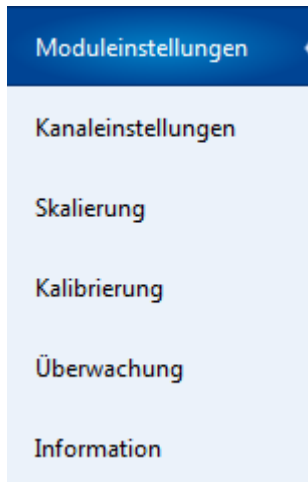 Moduleinstellungen
Kanaleinstellungen
Skalierung
Kalibrierung
Überwachung
Information